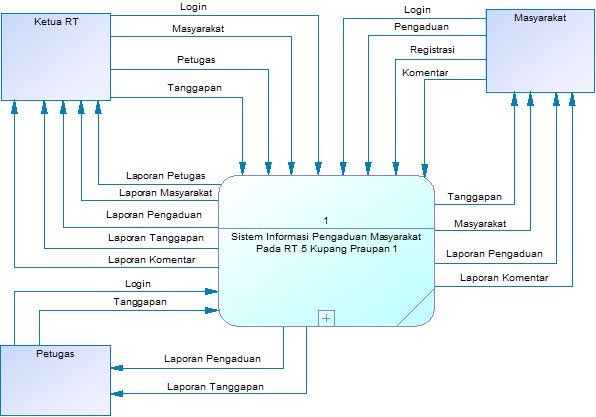 Ketua RT
Login
Masyarakat
Petugas
Tanggapan
Login
Pengaduan
Registrasi
Komentar
Masyarakat
Laporan Petugas
Laporan Masyarakat
Laporan Pengaduan
Laporan Tanggapan
Laporan Komentar
1
Sistem Informasi Pengaduan Masyarakat
Pada RT 5 Kupang Praupan 1
Tanggapan
Masyarakat
Laporan Pengaduan
Laporan Komentar
Login
Tanggapan
Petugas
Laporan Pengaduan
Laporan Tanggapan